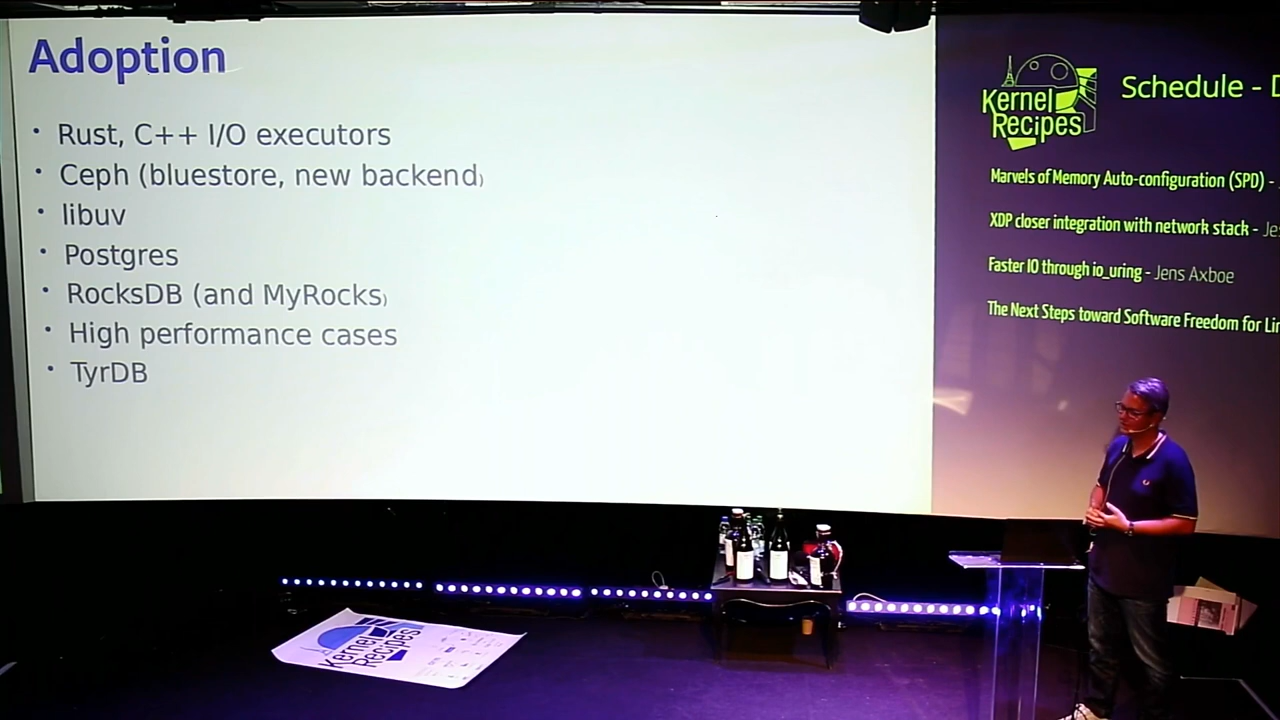 Adoption
• Rust, C++ I/O executors
• Ceph (bluestore, new backend)
• libuv
• Postgres
• RocksDB (and MyRocks)
• High performance cases
• TyrDB
Kernel
Recipes
Schedule - D
Marvels of Memory Auto-configuration (SPD) -
XDP closer integration with network stack - Jes
Faster IO through io_uring - Jens Axboe
The Next Steps toward Software Freedom for Lin
Kernel
Recipes